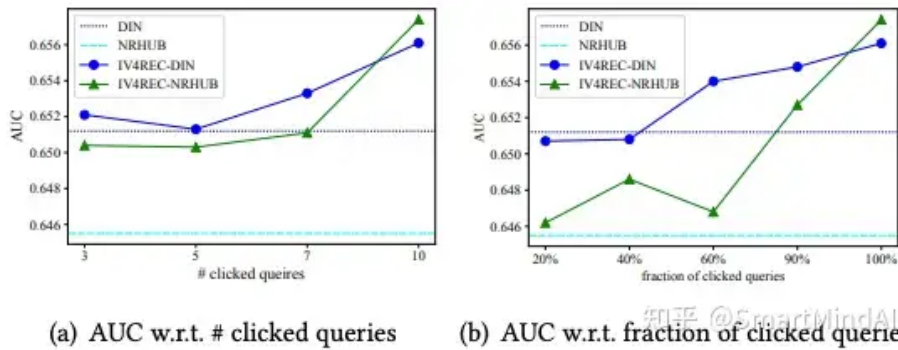 DIN
NRHUB
IV4REC-DIN
IV4REC-NRHUB
0.656
0.654
0.652
0.650
0.648
0.646
AUC
3 5 7 10
# clicked queires
(a) AUC w.r.t. # clicked queries
DIN
NRHUB
IV4REC-DIN
IV4REC-NRHUB
0.656
0.654
0.652
0.650
0.648
0.646
AUC
20% 40% 60% 90% 100%
fraction of clicked queries
(b) AUC w.r.t. fraction of clicked querie
知乎 @SmartMindAI